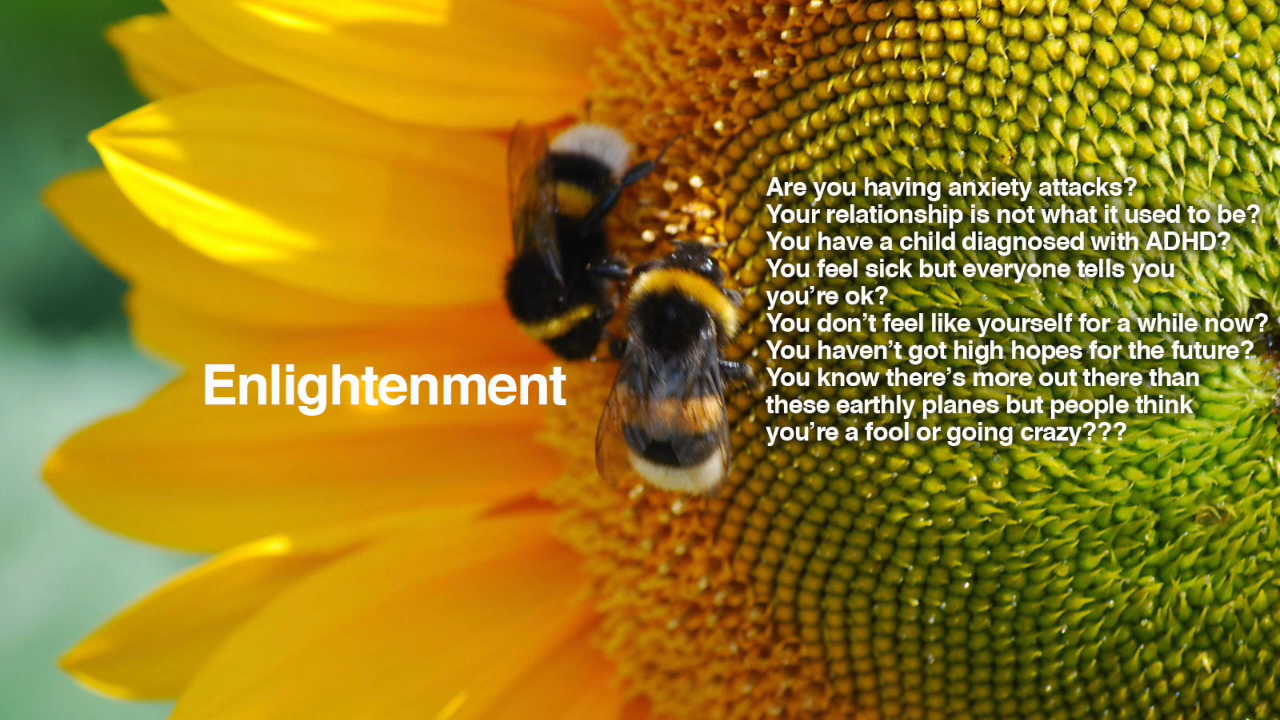 Enlightenment
Are you having anxiety attacks?
Your relationship is not what it used to be?
You have a child diagnosed with ADHD?
You feel sick but everyone tells you
you’re ok?
You don’t feel like yourself for a while now?
You haven’t got high hopes for the future?
You know there’s more out there than
these earthly planes but people think
you’re a fool or going crazy???